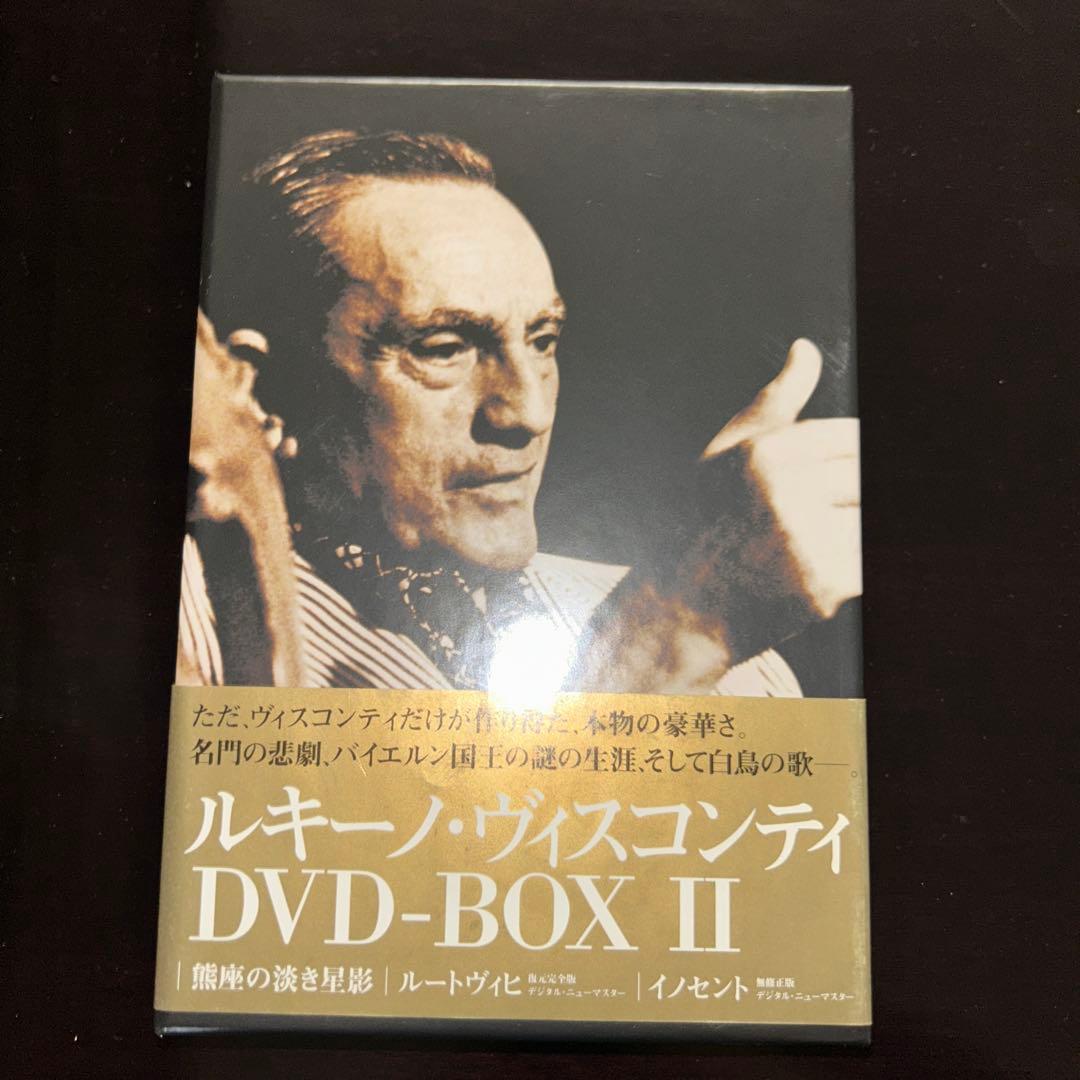 ただ、ヴィスコンティだけが作り得た、本物の豪華さ。
名門の悲劇、バイエルン国王の謎の生涯、そして白鳥の歌──。
ルキーノ・ヴィスコンティ
DVD-BOX II
熊座の淡き星影 | ルートヴィヒ 復元完全版 デジタル・ニューマスター | イノセント 無修正版 デジタル・ニューマスター